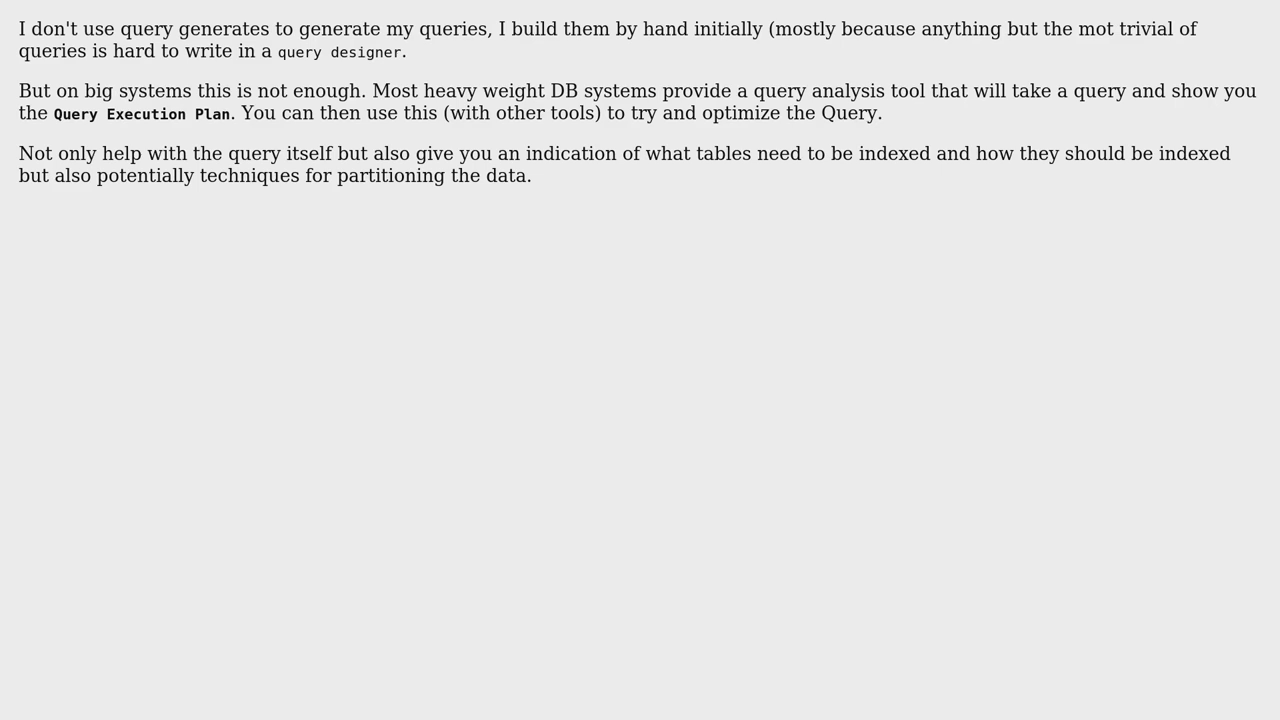 I don't use query generates to generate my queries, I build them by hand initially (mostly because anything but the mot trivial of
queries is hard to write in a query designer.
But on big systems this is not enough. Most heavy weight DB systems provide a query analysis tool that will take a query and show you
the Query Execution Plan. You can then use this (with other tools) to try and optimize the Query.
Not only help with the query itself but also give you an indication of what tables need to be indexed and how they should be indexed
but also potentially techniques for partitioning the data.